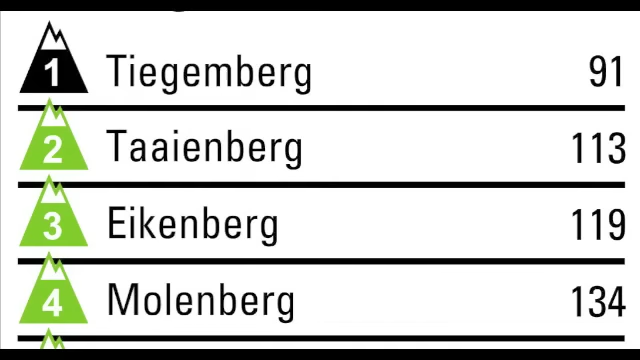 1 Tiegemberg 91
2 Taaienberg 113
3 Eikenberg 119
4 Molenberg 134